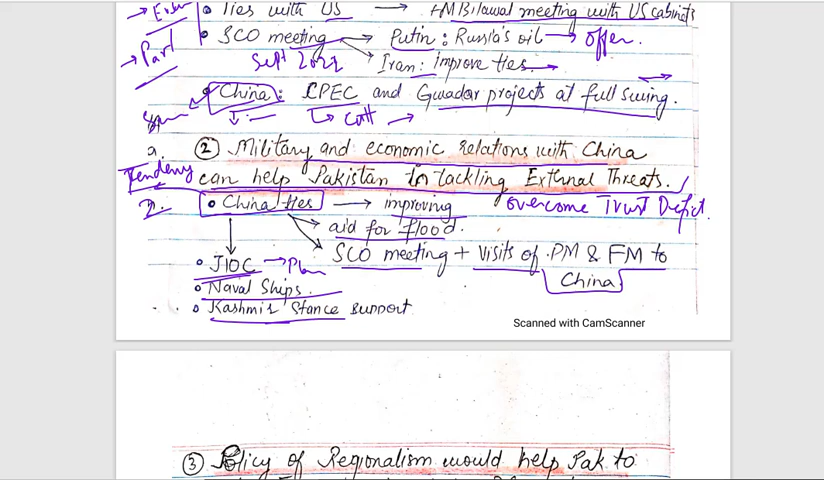 → • Ties with US → FM Bilawal meeting with US cabinets
→ Part • SCO meeting → Putin : Russia's oil → offer.
Sept 2022 Iran : improve ties →
China : CPEC and Gwadar projects at full swing.
② Military and economic relations with China
Tendency can help Pakistan in tackling External Threats.
2. • China ties → improving overcome Trust Deficit.
aid for flood.
SCO meeting + visits of PM & FM to China
• JIOC → Plan
• Naval Ships.
• Kashmir Stance support
Scanned with CamScanner
③ Policy of Regionalism would help Pak to